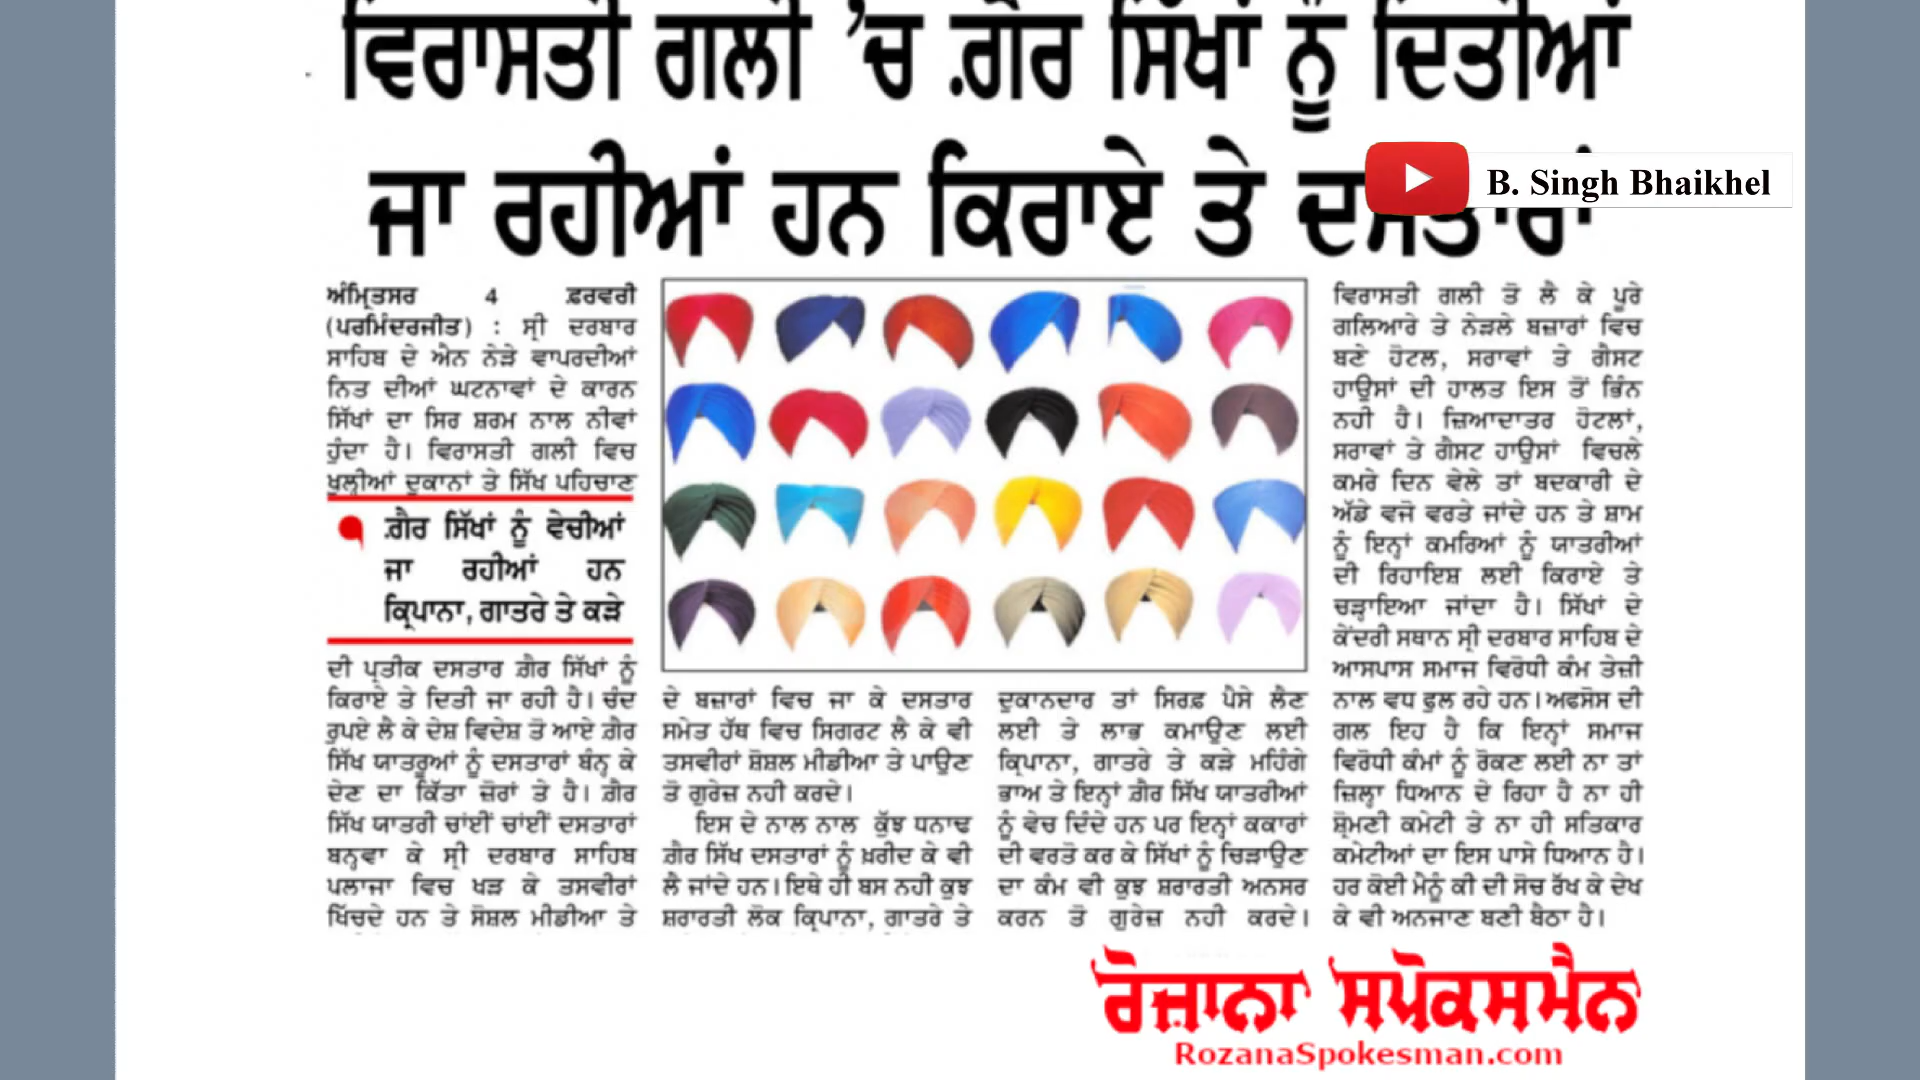 ਵਿਰਾਸਤੀ ਗਲੀ ’ਚ ਗ਼ੈਰ ਸਿੱਖਾਂ ਨੂੰ ਦਿਤੀਆਂ
ਜਾ ਰਹੀਆਂ ਹਨ ਕਿਰਾਏ ਤੇ ਦਸਤਾਰਾਂ
B. Singh Bhaikhel
ਅੰਮ੍ਰਿਤਸਰ 4 ਫ਼ਰਵਰੀ
(ਪਰਮਿੰਦਰਜੀਤ) : ਸ੍ਰੀ ਦਰਬਾਰ
ਸਾਹਿਬ ਦੇ ਐਨ ਨੇੜੇ ਵਾਪਰਦੀਆਂ
ਨਿਤ ਦੀਆਂ ਘਟਨਾਵਾਂ ਦੇ ਕਾਰਨ
ਸਿੱਖਾਂ ਦਾ ਸਿਰ ਸ਼ਰਮ ਨਾਲ ਨੀਵਾਂ
ਹੁੰਦਾ ਹੈ। ਵਿਰਾਸਤੀ ਗਲੀ ਵਿਚ
ਖੁਲ੍ਹੀਆਂ ਦੁਕਾਨਾਂ ਤੇ ਸਿੱਖ ਪਹਿਚਾਣ
ਗ਼ੈਰ ਸਿੱਖਾਂ ਨੂੰ ਵੇਚੀਆਂ
ਜਾ ਰਹੀਆਂ ਹਨ
ਕ੍ਰਿਪਾਨਾ, ਗਾਤਰੇ ਤੇ ਕੜੇ
ਦੀ ਪ੍ਰਤੀਕ ਦਸਤਾਰ ਗ਼ੈਰ ਸਿੱਖਾਂ ਨੂੰ
ਕਿਰਾਏ ਤੇ ਦਿਤੀ ਜਾ ਰਹੀ ਹੈ। ਚੰਦ
ਰੁਪਏ ਲੈ ਕੇ ਦੇਸ਼ ਵਿਦੇਸ਼ ਤੋ ਆਏ ਗ਼ੈਰ
ਸਿੱਖ ਯਾਤਰੂਆਂ ਨੂੰ ਦਸਤਾਰਾਂ ਬੰਨ੍ਹ ਕੇ
ਦੇਣ ਦਾ ਕਿੱਤਾ ਜ਼ੋਰਾਂ ਤੇ ਹੈ। ਗ਼ੈਰ
ਸਿੱਖ ਯਾਤਰੀ ਚਾਂਈਂ ਚਾਂਈਂ ਦਸਤਾਰਾਂ
ਬਨ੍ਹਵਾ ਕੇ ਸ੍ਰੀ ਦਰਬਾਰ ਸਾਹਿਬ
ਪਲਾਜਾ ਵਿਚ ਖੜ ਕੇ ਤਸਵੀਰਾਂ
ਖਿੱਚਦੇ ਹਨ ਤੇ ਸੋਸ਼ਲ ਮੀਡੀਆ ਤੇ
ਦੇ ਬਜ਼ਾਰਾਂ ਵਿਚ ਜਾ ਕੇ ਦਸਤਾਰ
ਸਮੇਤ ਹੱਥ ਵਿਚ ਸਿਗਰਟ ਲੈ ਕੇ ਵੀ
ਤਸਵੀਰਾਂ ਸ਼ੋਸ਼ਲ ਮੀਡੀਆ ਤੇ ਪਾਉਣ
ਤੋ ਗੁਰੇਜ਼ ਨਹੀ ਕਰਦੇ।
ਇਸ ਦੇ ਨਾਲ ਨਾਲ ਕੁੱਝ ਧਨਾਢ
ਗ਼ੈਰ ਸਿੱਖ ਦਸਤਾਰਾਂ ਨੂੰ ਖ਼ਰੀਦ ਕੇ ਵੀ
ਲੈ ਜਾਂਦੇ ਹਨ। ਇਥੇ ਹੀ ਬਸ ਨਹੀ ਕੁਝ
ਸ਼ਰਾਰਤੀ ਲੋਕ ਕ੍ਰਿਪਾਨਾ, ਗਾਤਰੇ ਤੇ
ਦੁਕਾਨਦਾਰ ਤਾਂ ਸਿਰਫ਼ ਪੈਸੇ ਲੈਣ
ਲਈ ਤੇ ਲਾਭ ਕਮਾਉਣ ਲਈ
ਕ੍ਰਿਪਾਨਾ, ਗਾਤਰੇ ਤੇ ਕੜੇ ਮਹਿੰਗੇ
ਭਾਅ ਤੇ ਇਨ੍ਹਾਂ ਗ਼ੈਰ ਸਿੱਖ ਯਾਤਰੀਆਂ
ਨੂੰ ਵੇਚ ਦਿੰਦੇ ਹਨ ਪਰ ਇਨ੍ਹਾਂ ਕਕਾਰਾਂ
ਦੀ ਵਰਤੋ ਕਰ ਕੇ ਸਿੱਖਾਂ ਨੂੰ ਚਿੜਾਉਣ
ਦਾ ਕੰਮ ਵੀ ਕੁਝ ਸ਼ਰਾਰਤੀ ਅਨਸਰ
ਕਰਨ ਤੋ ਗੁਰੇਜ਼ ਨਹੀ ਕਰਦੇ।
ਵਿਰਾਸਤੀ ਗਲੀ ਤੋ ਲੈ ਕੇ ਪੂਰੇ
ਗਲਿਆਰੇ ਤੇ ਨੇੜਲੇ ਬਜ਼ਾਰਾਂ ਵਿਚ
ਬਣੇ ਹੋਟਲ, ਸਰਾਵਾਂ ਤੇ ਗੈਸਟ
ਹਾਉਸਾਂ ਦੀ ਹਾਲਤ ਇਸ ਤੋਂ ਭਿੰਨ
ਨਹੀ ਹੈ। ਜ਼ਿਆਦਾਤਰ ਹੋਟਲਾਂ,
ਸਰਾਵਾਂ ਤੇ ਗੈਸਟ ਹਾਉਸਾਂ ਵਿਚਲੇ
ਕਮਰੇ ਦਿਨ ਵੇਲੇ ਤਾਂ ਬਦਕਾਰੀ ਦੇ
ਅੱਡੇ ਵਜੋ ਵਰਤੇ ਜਾਂਦੇ ਹਨ ਤੇ ਸ਼ਾਮ
ਨੂੰ ਇਨ੍ਹਾਂ ਕਮਰਿਆਂ ਨੂੰ ਯਾਤਰੀਆਂ
ਦੀ ਰਿਹਾਇਸ਼ ਲਈ ਕਿਰਾਏ ਤੇ
ਚੜ੍ਹਾਇਆ ਜਾਂਦਾ ਹੈ। ਸਿੱਖਾਂ ਦੇ
ਕੇਂਦਰੀ ਸਥਾਨ ਸ੍ਰੀ ਦਰਬਾਰ ਸਾਹਿਬ ਦੇ
ਆਸਪਾਸ ਸਮਾਜ ਵਿਰੋਧੀ ਕੰਮ ਤੇਜ਼ੀ
ਨਾਲ ਵਧ ਫੁਲ ਰਹੇ ਹਨ। ਅਫਸੋਸ ਦੀ
ਗਲ ਇਹ ਹੈ ਕਿ ਇਨ੍ਹਾਂ ਸਮਾਜ
ਵਿਰੋਧੀ ਕੰਮਾਂ ਨੂੰ ਰੋਕਣ ਲਈ ਨਾ ਤਾਂ
ਜ਼ਿਲ੍ਹਾ ਧਿਆਨ ਦੇ ਰਿਹਾ ਹੈ ਨਾ ਹੀ
ਸ਼੍ਰੋਮਣੀ ਕਮੇਟੀ ਤੇ ਨਾ ਹੀ ਸਤਿਕਾਰ
ਕਮੇਟੀਆਂ ਦਾ ਇਸ ਪਾਸੇ ਧਿਆਨ ਹੈ।
ਹਰ ਕੋਈ ਮੈਨੂੰ ਕੀ ਦੀ ਸੋਚ ਰੱਖ ਕੇ ਦੇਖ
ਕੇ ਵੀ ਅਨਜਾਣ ਬਣੀ ਬੈਠਾ ਹੈ।
ਰੋਜ਼ਾਨਾ ਸਪੋਕਸਮੈਨ
RozanaSpokesman.com